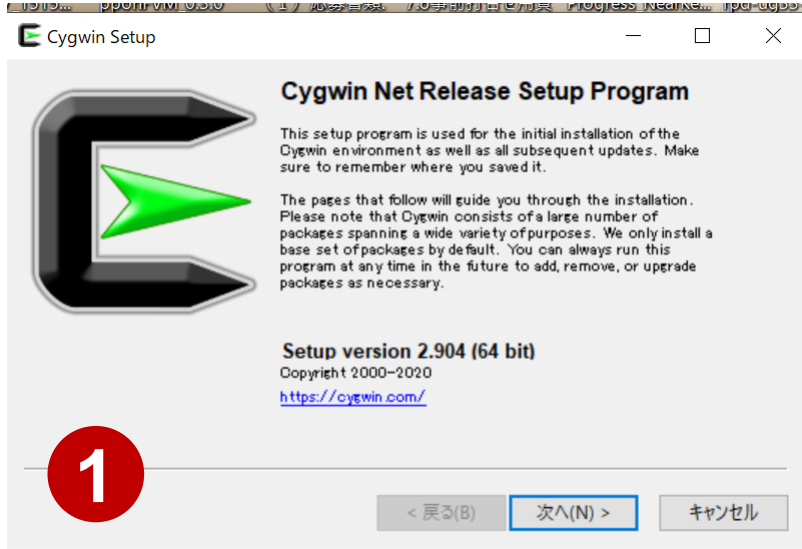 ppohFVM_0.3.0
Cygwin Setup
Cygwin Net Release Setup Program
This setup program is used for the initial installation of the
Cygwin environment as well as all subsequent updates. Make
sure to remember where you saved it.
The pages that follow will guide you through the installation.
Please note that Cygwin consists of a large number of
packages spanning a wide variety of purposes. We only install a
base set of packages by default. You can always run this
program at any time in the future to add, remove, or upgrade
packages as necessary.
Setup version 2.904 (64 bit)
Copyright 2000-2020
https://cygwin.com/
1
< 戻る(B)
次へ(N) >
キャンセル